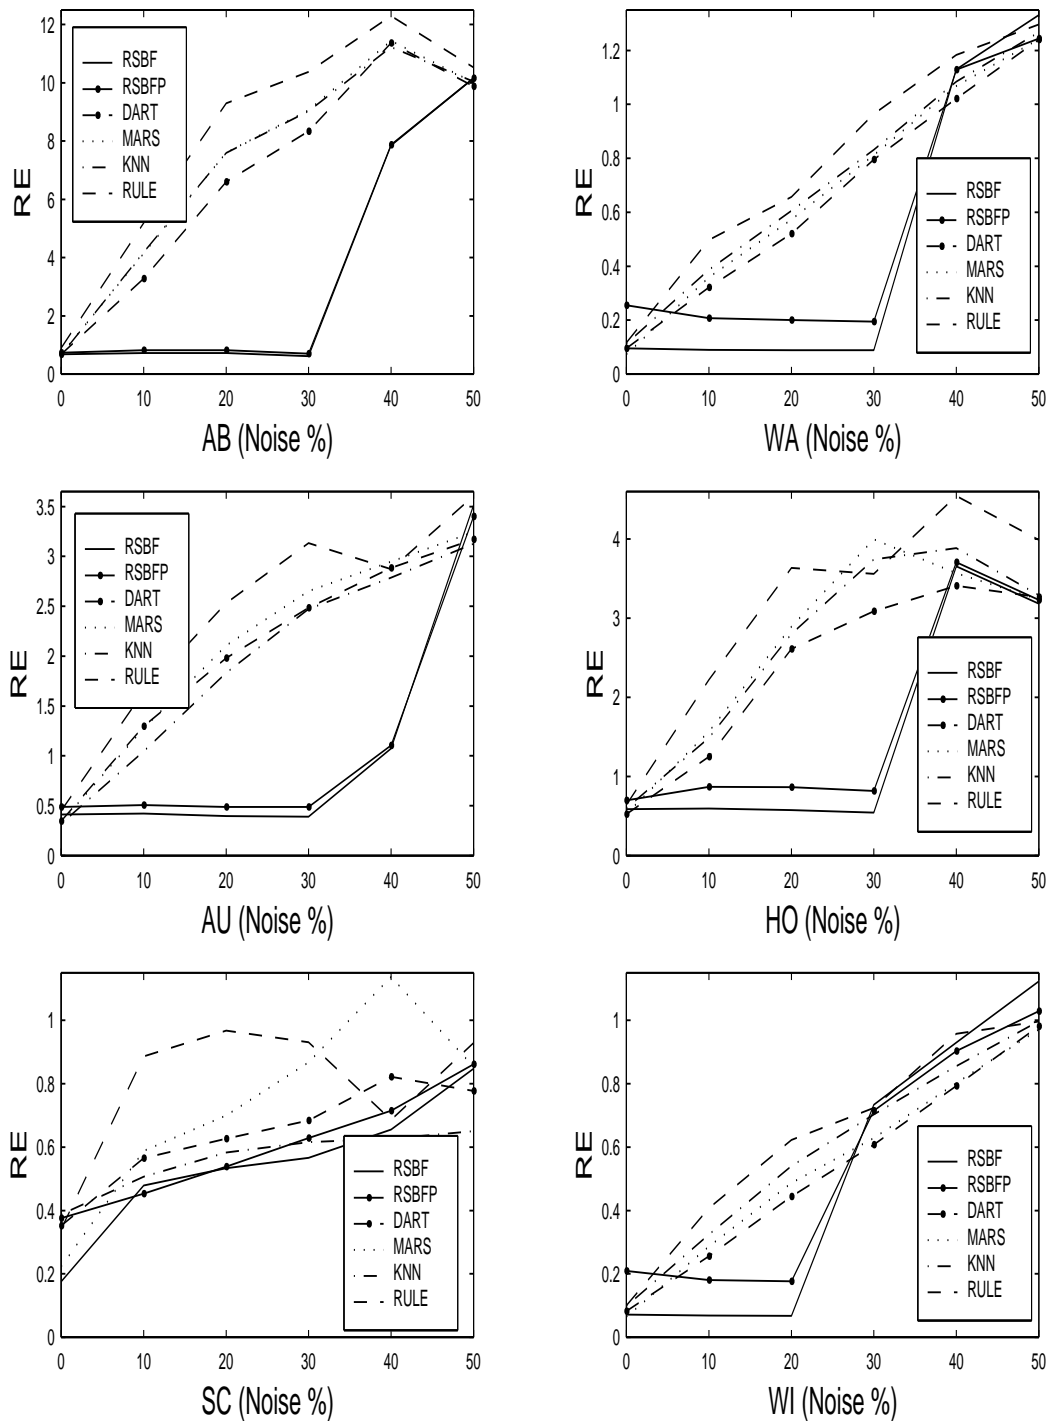 12
10
8
6
4
2
0
RE
RSBF
RSBFP
DART
MARS
KNN
RULE
0 10 20 30 40 50
AB (Noise %)
1.2
1
0.8
0.6
0.4
0.2
0
RE
RSBF
RSBFP
DART
MARS
KNN
RULE
0 10 20 30 40 50
WA (Noise %)
3.5
3
2.5
2
1.5
1
0.5
0
RE
RSBF
RSBFP
DART
MARS
KNN
RULE
0 10 20 30 40 50
AU (Noise %)
4
3
2
1
0
RE
RSBF
RSBFP
DART
MARS
KNN
RULE
0 10 20 30 40 50
HO (Noise %)
1
0.8
0.6
0.4
0.2
0
RE
RSBF
RSBFP
DART
MARS
KNN
RULE
0 10 20 30 40 50
SC (Noise %)
1
0.8
0.6
0.4
0.2
0
RE
RSBF
RSBFP
DART
MARS
KNN
RULE
0 10 20 30 40 50
WI (Noise %)